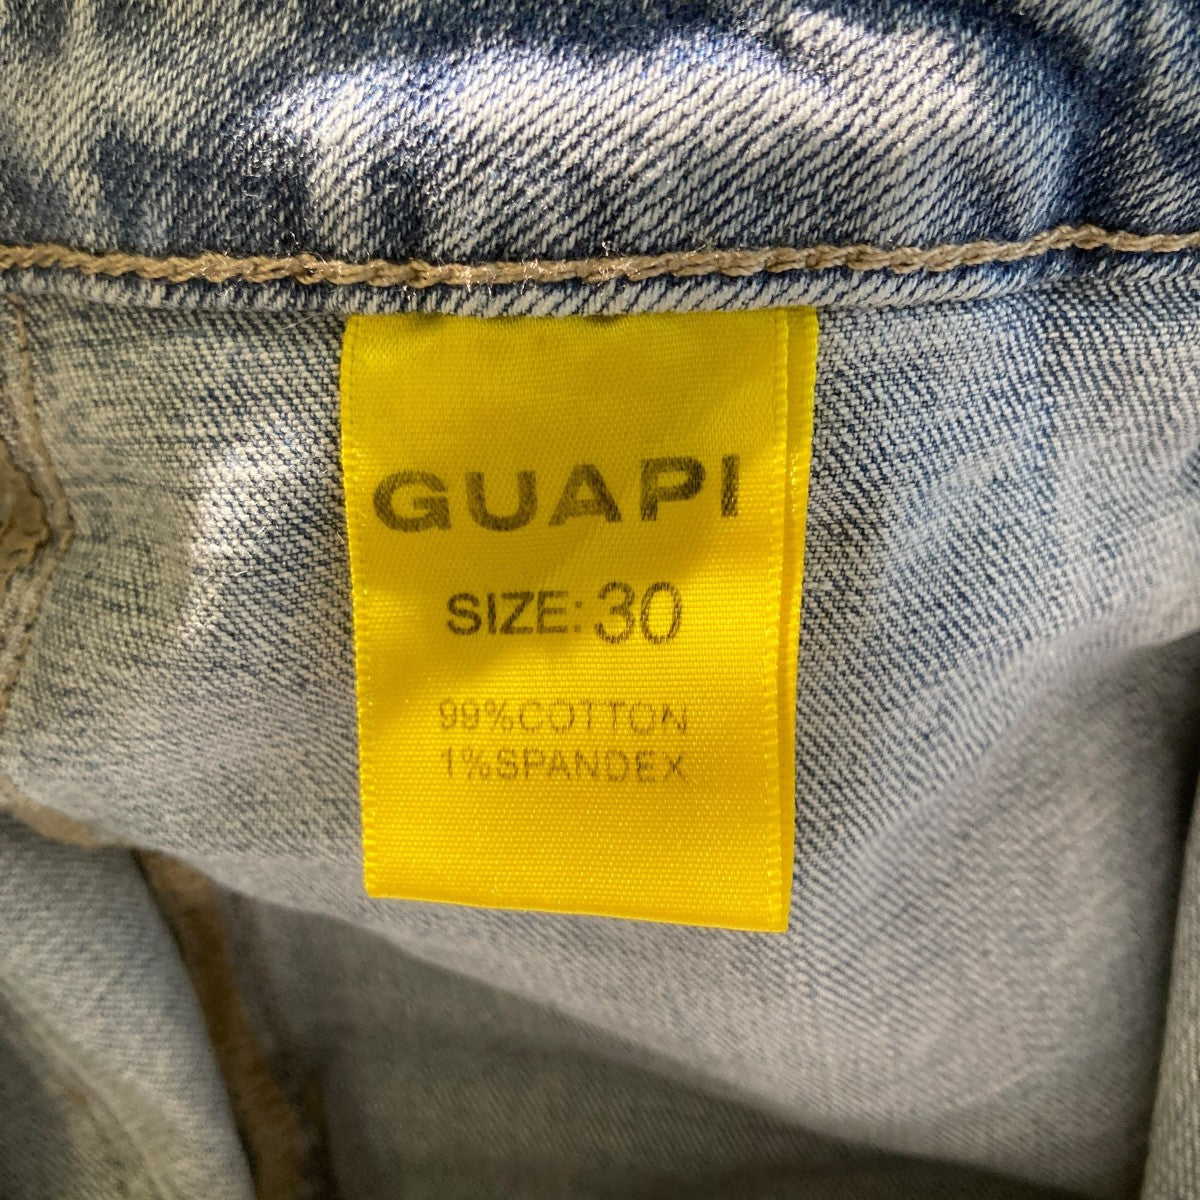 GUAPI
SIZE: 30
99%COTTON
1%SPANDEX